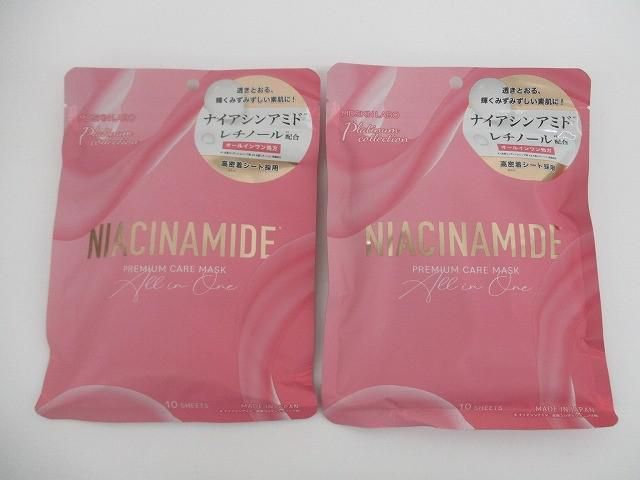 MEDISKIN LABO
Platinum
collection
透きとおる、
輝くみずみずしい素肌に!
ナイアシンアミド
レチノール 配合
オールインワン処方
高密着シート採用
NIACINAMIDE
PREMIUM CARE MASK
All in One
10 SHEETS
MADE IN JAPAN
Platinum
collection
透きとおる、
輝くみずみずしい素肌に!
ナイアシンアミド
レチノール 配合
オールインワン処方
高密着シート採用
NIACINAMIDE
PREMIUM CARE MASK
All in One
10 SHEETS
MADE IN JAPAN